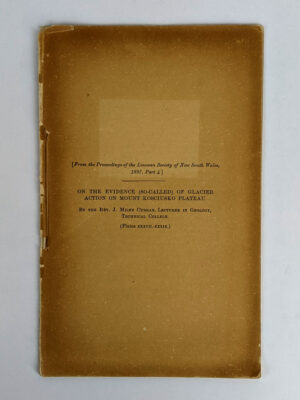 [From the Proceedings of the Linnean Society of New South Wales,
1897, Part 4.]
ON THE EVIDENCE (SO-CALLED) OF GLACIER
ACTION ON MOUNT KOSCIUSKO PLATEAU.
By the Rev. J. Milne Curran, Lecturer in Geology,
Technical College.
(Plates XXXVII.-XXXIX.)